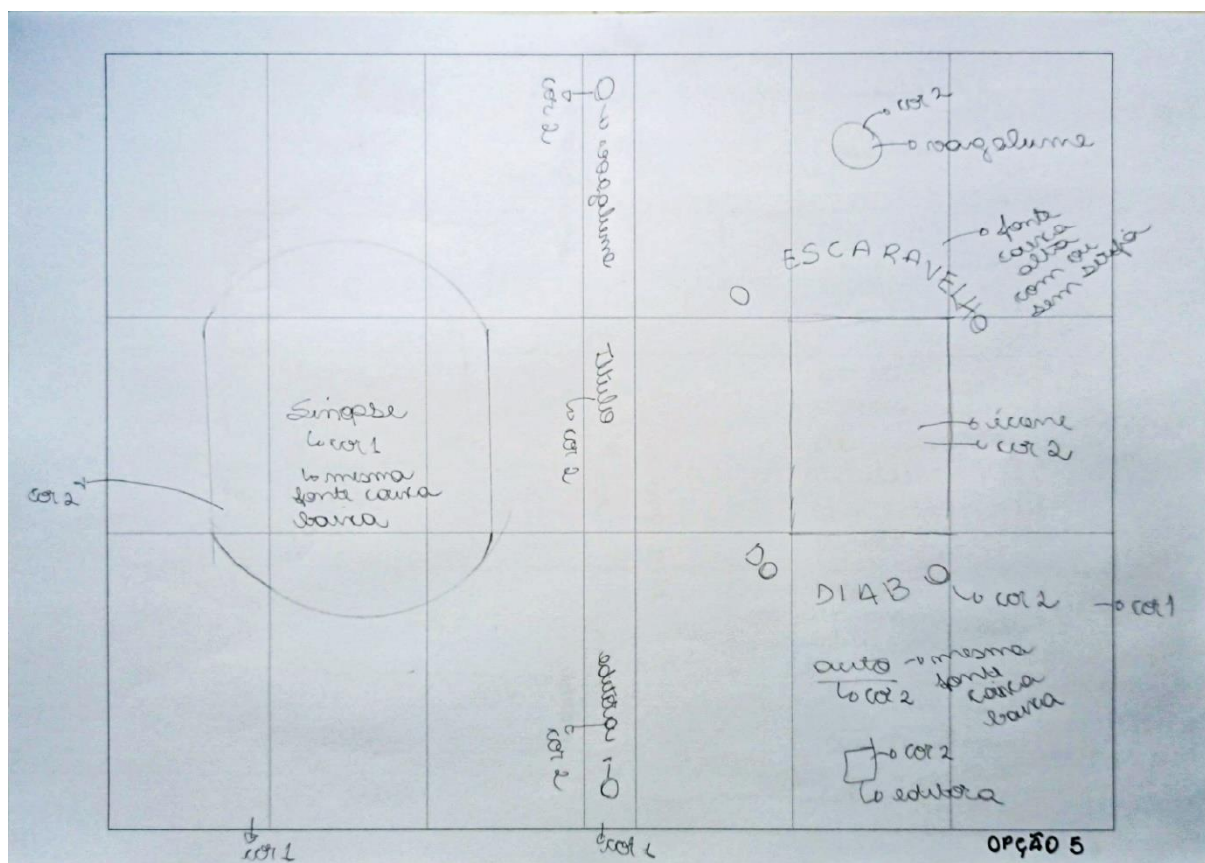 Sinopse
cor 1
mesma
fonte caixa
baixa
cor 2
cor 1
vagalume
cor 2
Título
cor 2
editora
cor 2
cor 1
cor 2
vagalume
O
ESCARAVELHO
fonte
caixa
alta
com ou
sem serifa
ícone
cor 2
DO
DIABO
cor 2
cor 1
auto
cor 2
mesma
fonte
caixa
baixa
cor 2
editora
OPÇÃO 5